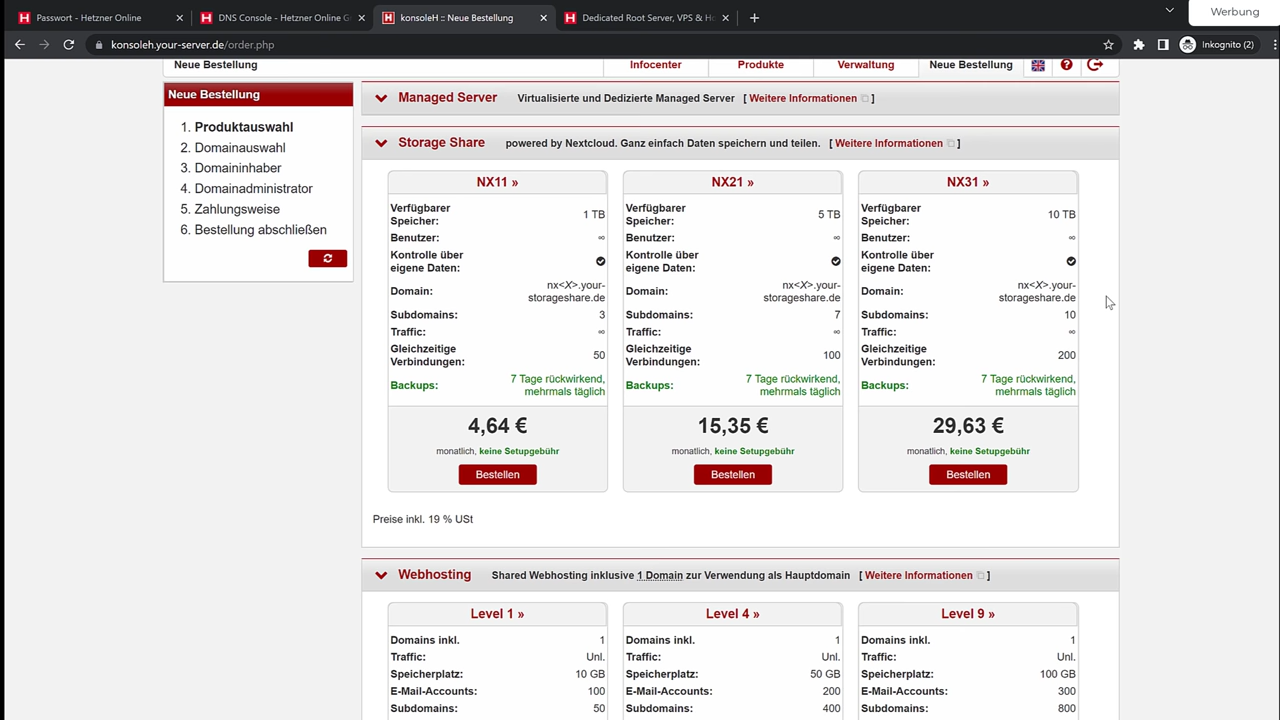 Passwort - Hetzner Online
DNS Console - Hetzner Online G
konsoleH :: Neue Bestellung
Dedicated Root Server, VPS & H
Werbung
konsoleh.your-server.de/order.php
Inkognito (2)
Neue Bestellung
Infocenter
Produkte
Verwaltung
Neue Bestellung
Neue Bestellung
1. Produktauswahl
2. Domainauswahl
3. Domaininhaber
4. Domainadministrator
5. Zahlungsweise
6. Bestellung abschließen
Managed Server Virtualisierte und Dedizierte Managed Server [ Weitere Informationen ]
Storage Share powered by Nextcloud. Ganz einfach Daten speichern und teilen. [ Weitere Informationen ]
NX11 »
Verfügbarer
Speicher: 1 TB
Benutzer: ∞
Kontrolle über
eigene Daten:
Domain: nx<X>.your-
storageshare.de
Subdomains: 3
Traffic: ∞
Gleichzeitige
Verbindungen: 50
Backups: 7 Tage rückwirkend,
mehrmals täglich
4,64 €
monatlich, keine Setupgebühr
Bestellen
NX21 »
Verfügbarer
Speicher: 5 TB
Benutzer: ∞
Kontrolle über
eigene Daten:
Domain: nx<X>.your-
storageshare.de
Subdomains: 7
Traffic: ∞
Gleichzeitige
Verbindungen: 100
Backups: 7 Tage rückwirkend,
mehrmals täglich
15,35 €
monatlich, keine Setupgebühr
Bestellen
NX31 »
Verfügbarer
Speicher: 10 TB
Benutzer: ∞
Kontrolle über
eigene Daten:
Domain: nx<X>.your-
storageshare.de
Subdomains: 10
Traffic: ∞
Gleichzeitige
Verbindungen: 200
Backups: 7 Tage rückwirkend,
mehrmals täglich
29,63 €
monatlich, keine Setupgebühr
Bestellen
Preise inkl. 19 % USt
Webhosting Shared Webhosting inklusive 1 Domain zur Verwendung als Hauptdomain [ Weitere Informationen ]
Level 1 »
Domains inkl. 1
Traffic: Unl.
Speicherplatz: 10 GB
E-Mail-Accounts: 100
Subdomains: 50
Level 4 »
Domains inkl. 1
Traffic: Unl.
Speicherplatz: 50 GB
E-Mail-Accounts: 200
Subdomains: 400
Level 9 »
Domains inkl. 1
Traffic: Unl.
Speicherplatz: 100 GB
E-Mail-Accounts: 300
Subdomains: 800